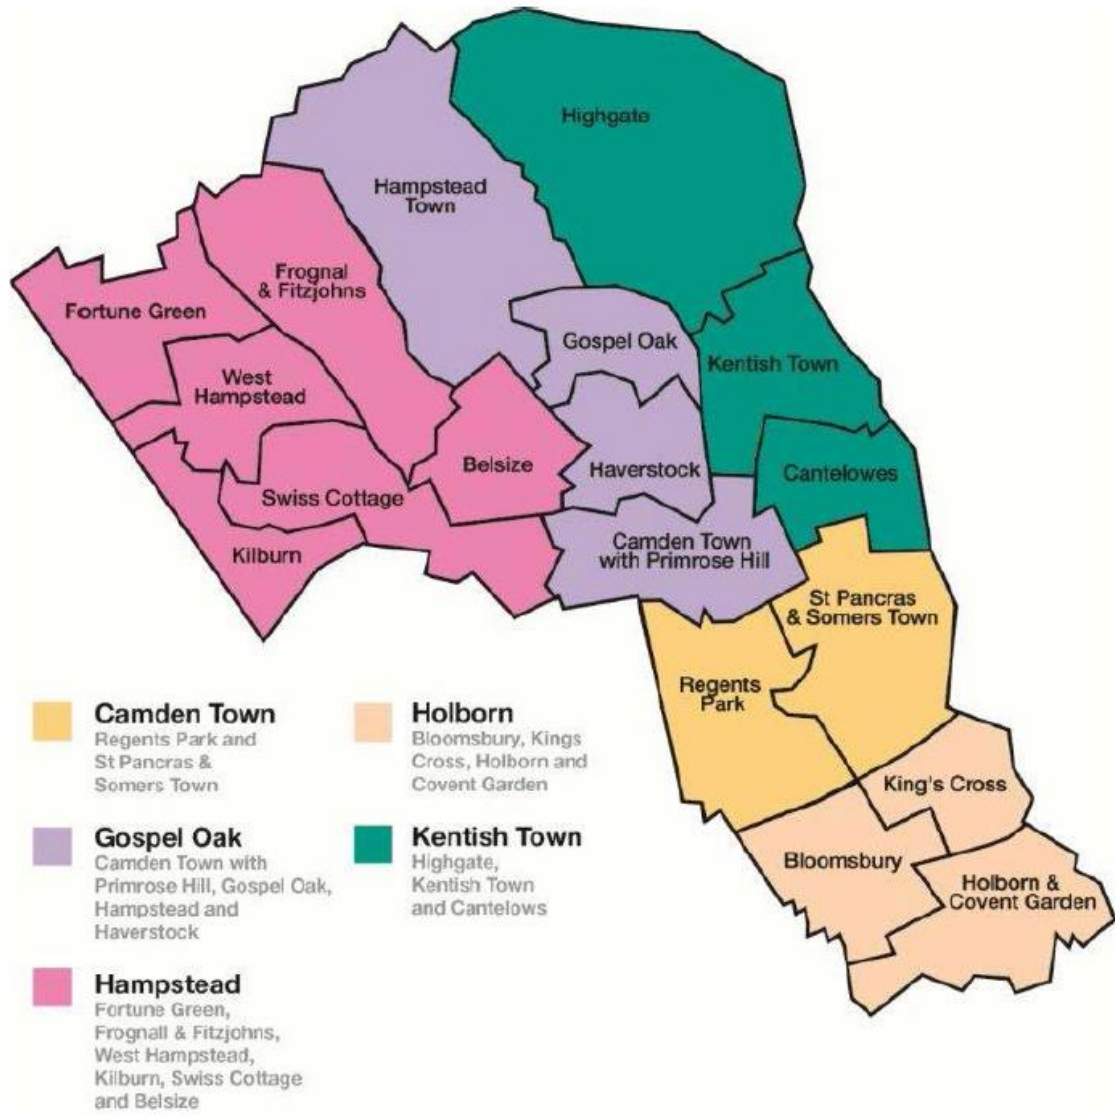 Highgate
Hampstead
Town
Frognal
& Fitzjohns
Fortune Green
Gospel Oak
Kentish Town
West
Hampstead
Belsize
Haverstock
Cantelowes
Swiss Cottage
Kilburn
Camden Town
with Primrose Hill
St Pancras
& Somers Town
Regents
Park
King's Cross
Bloomsbury
Holborn &
Covent Garden
Camden Town
Regents Park and
St Pancras &
Somers Town
Gospel Oak
Camden Town with
Primrose Hill, Gospel Oak,
Hampstead and
Haverstock
Hampstead
Fortune Green,
Frognall & Fitzjohns,
West Hampstead,
Kilburn, Swiss Cottage
and Belsize
Holborn
Bloomsbury, Kings
Cross, Holborn and
Covent Garden
Kentish Town
Highgate,
Kentish Town
and Cantelows